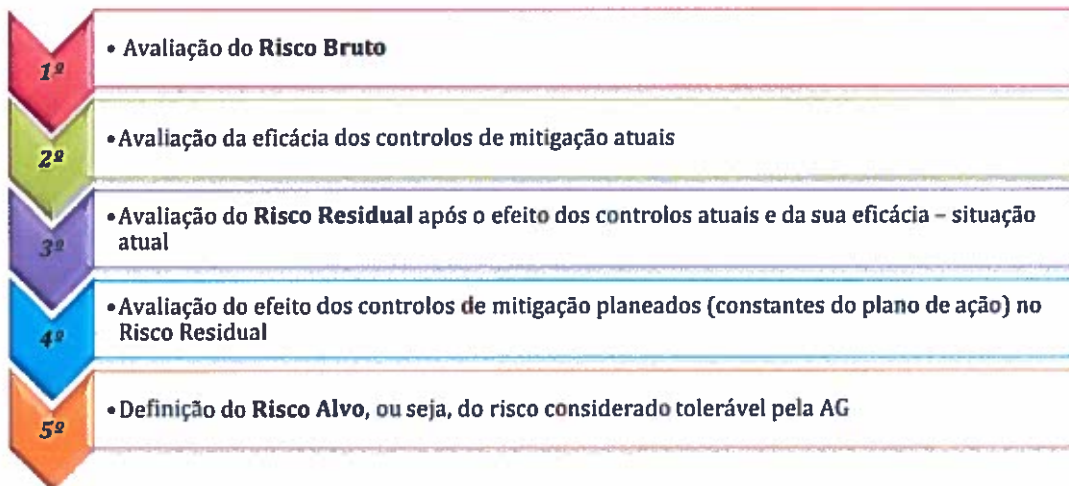 1º
• Avaliação do Risco Bruto
2º
• Avaliação da eficácia dos controlos de mitigação atuais
3º
• Avaliação do Risco Residual após o efeito dos controlos atuais e da sua eficácia – situação
atual
4º
• Avaliação do efeito dos controlos de mitigação planeados (constantes do plano de ação) no
Risco Residual
5º
• Definição do Risco Alvo, ou seja, do risco considerado tolerável pela AG